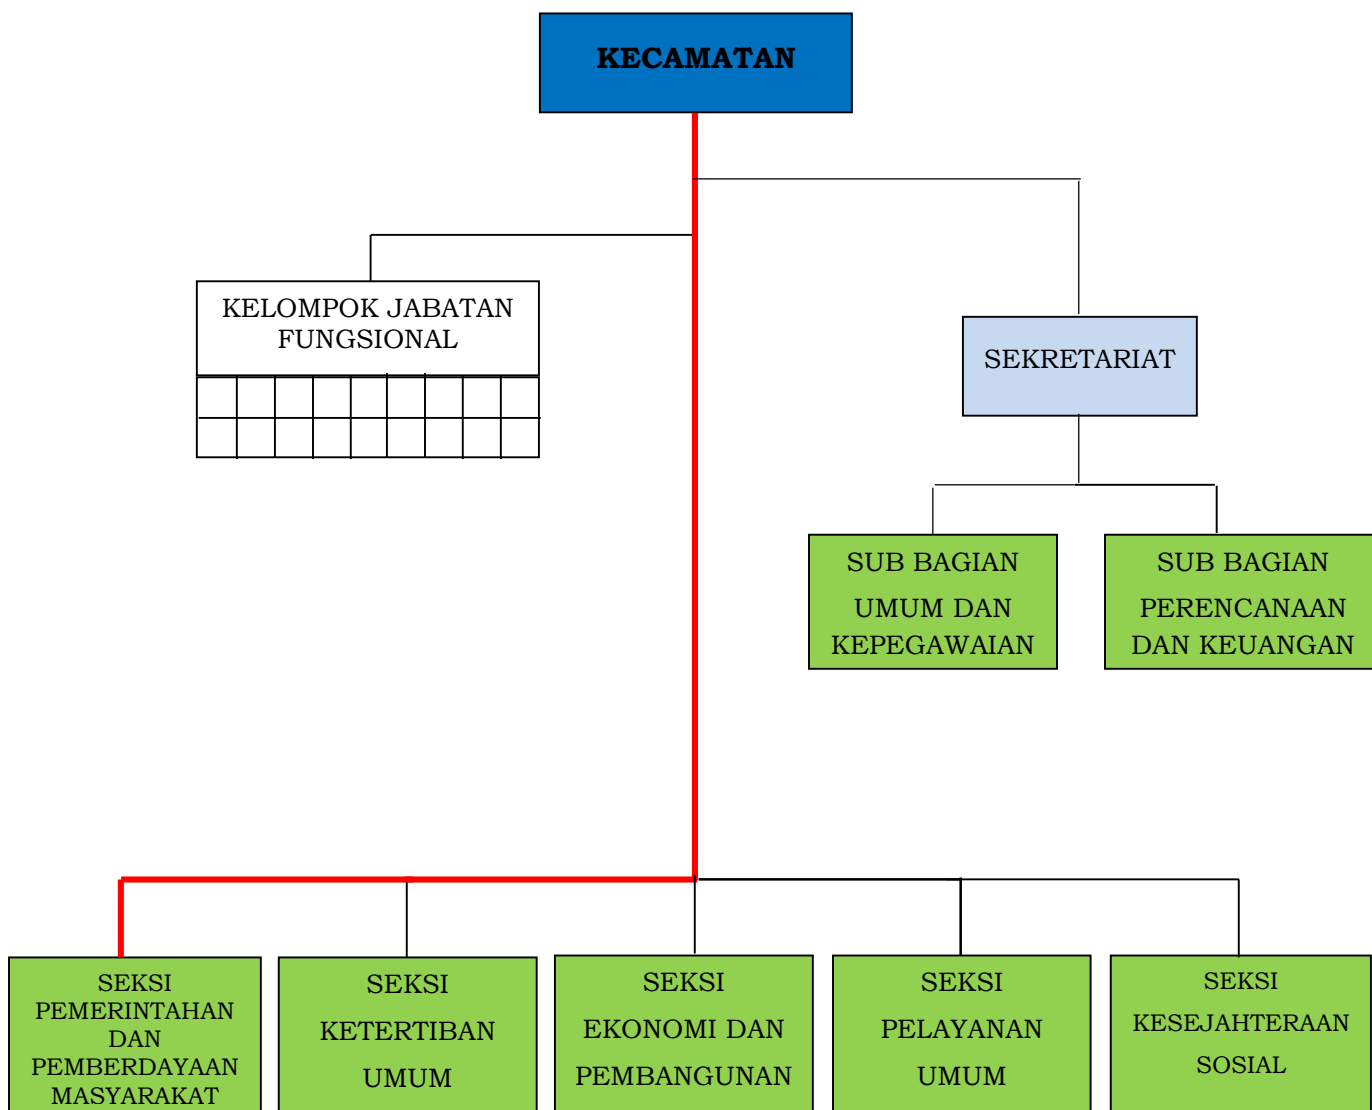 KECAMATAN
KELOMPOK JABATAN
FUNGSIONAL
SEKRETARIAT
SUB BAGIAN
UMUM DAN
KEPEGAWAIAN
SUB BAGIAN
PERENCANAAN
DAN KEUANGAN
SEKSI
PEMERINTAHAN
DAN
PEMBERDAYAAN
MASYARAKAT
SEKSI
KETERTIBAN
UMUM
SEKSI
EKONOMI DAN
PEMBANGUNAN
SEKSI
PELAYANAN
UMUM
SEKSI
KESEJAHTERAAN
SOSIAL